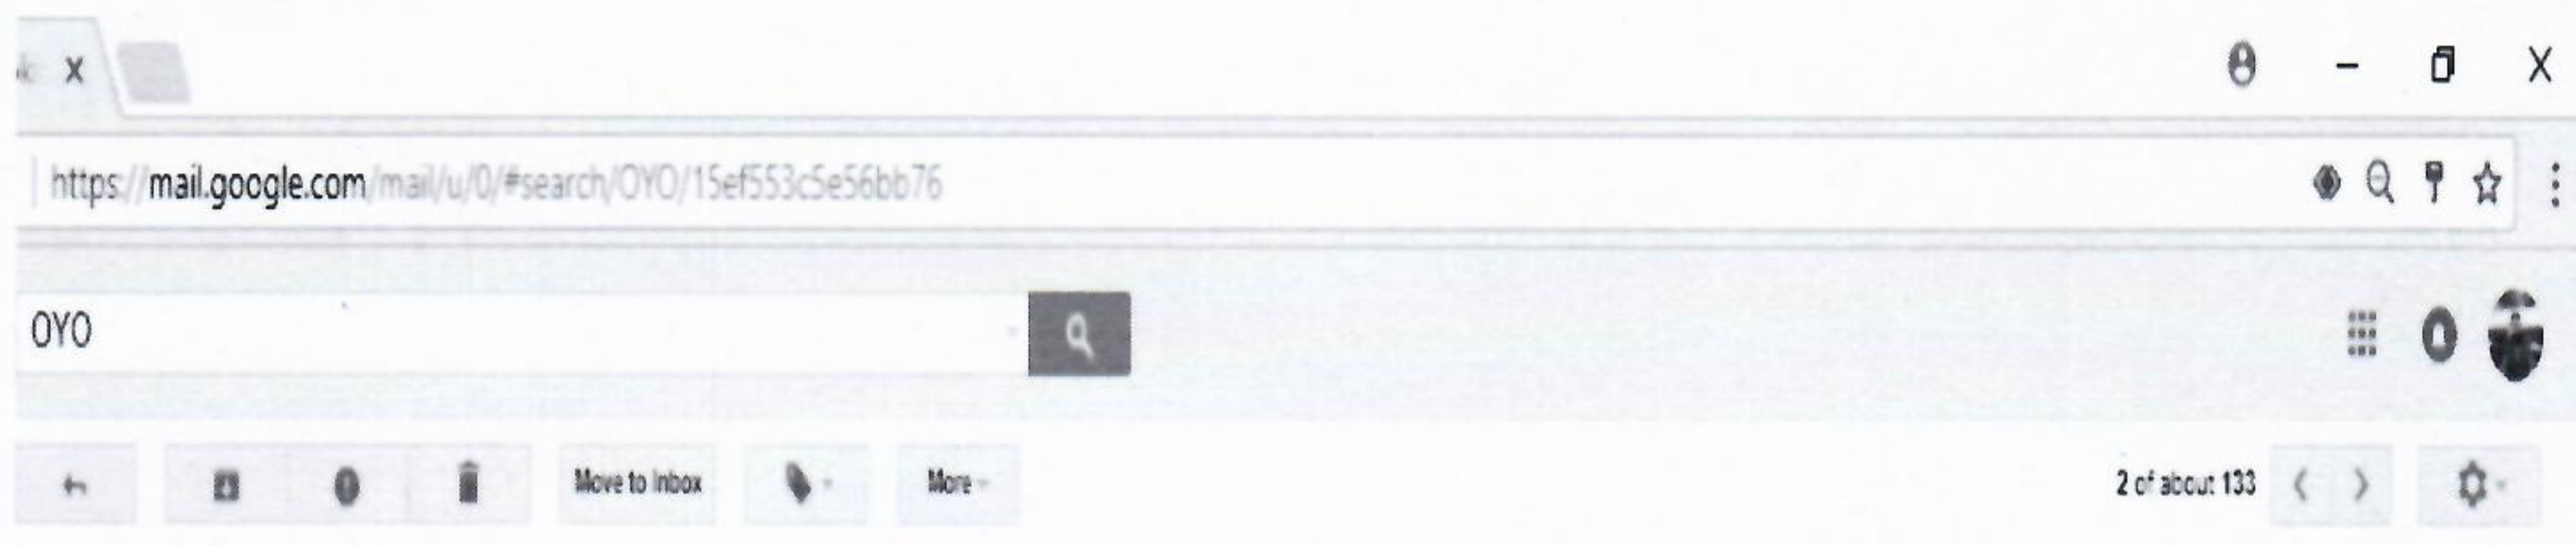 https://mail.google.com/mail/u/0/#search/OYO/15ef553c5e56bb76
OYO
Move to Inbox
More
2 of about 133